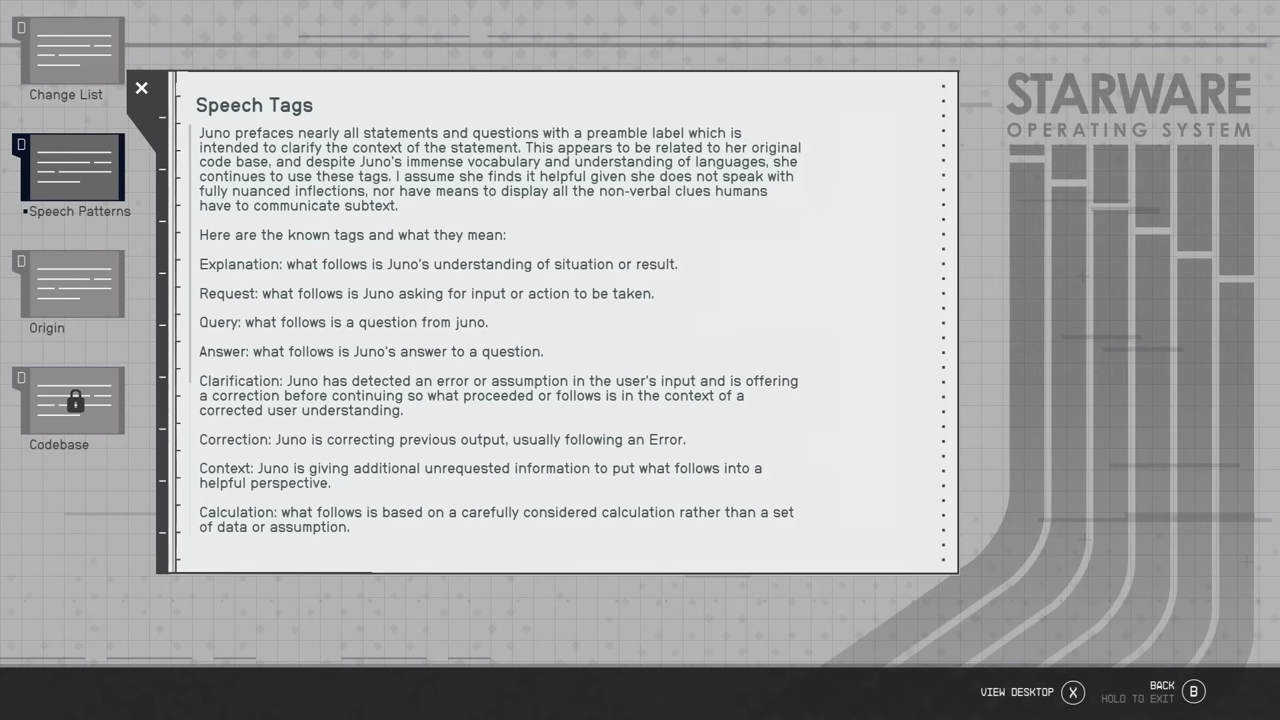 Change List
Speech Patterns
Origin
Codebase
Speech Tags
Juno prefaces nearly all statements and questions with a preamble label which is
intended to clarify the context of the statement. This appears to be related to her original
code base, and despite Juno's immense vocabulary and understanding of languages, she
continues to use these tags. I assume she finds it helpful given she does not speak with
fully nuanced inflections, nor have means to display all the non-verbal clues humans
have to communicate subtext.
Here are the known tags and what they mean:
Explanation: what follows is Juno's understanding of situation or result.
Request: what follows is Juno asking for input or action to be taken.
Query: what follows is a question from juno.
Answer: what follows is Juno's answer to a question.
Clarification: Juno has detected an error or assumption in the user's input and is offering
a correction before continuing so what proceeded or follows is in the context of a
corrected user understanding.
Correction: Juno is correcting previous output, usually following an Error.
Context: Juno is giving additional unrequested information to put what follows into a
helpful perspective.
Calculation: what follows is based on a carefully considered calculation rather than a set
of data or assumption.
STARWARE
OPERATING SYSTEM
VIEW DESKTOP X
BACK B
HOLD TO EXIT